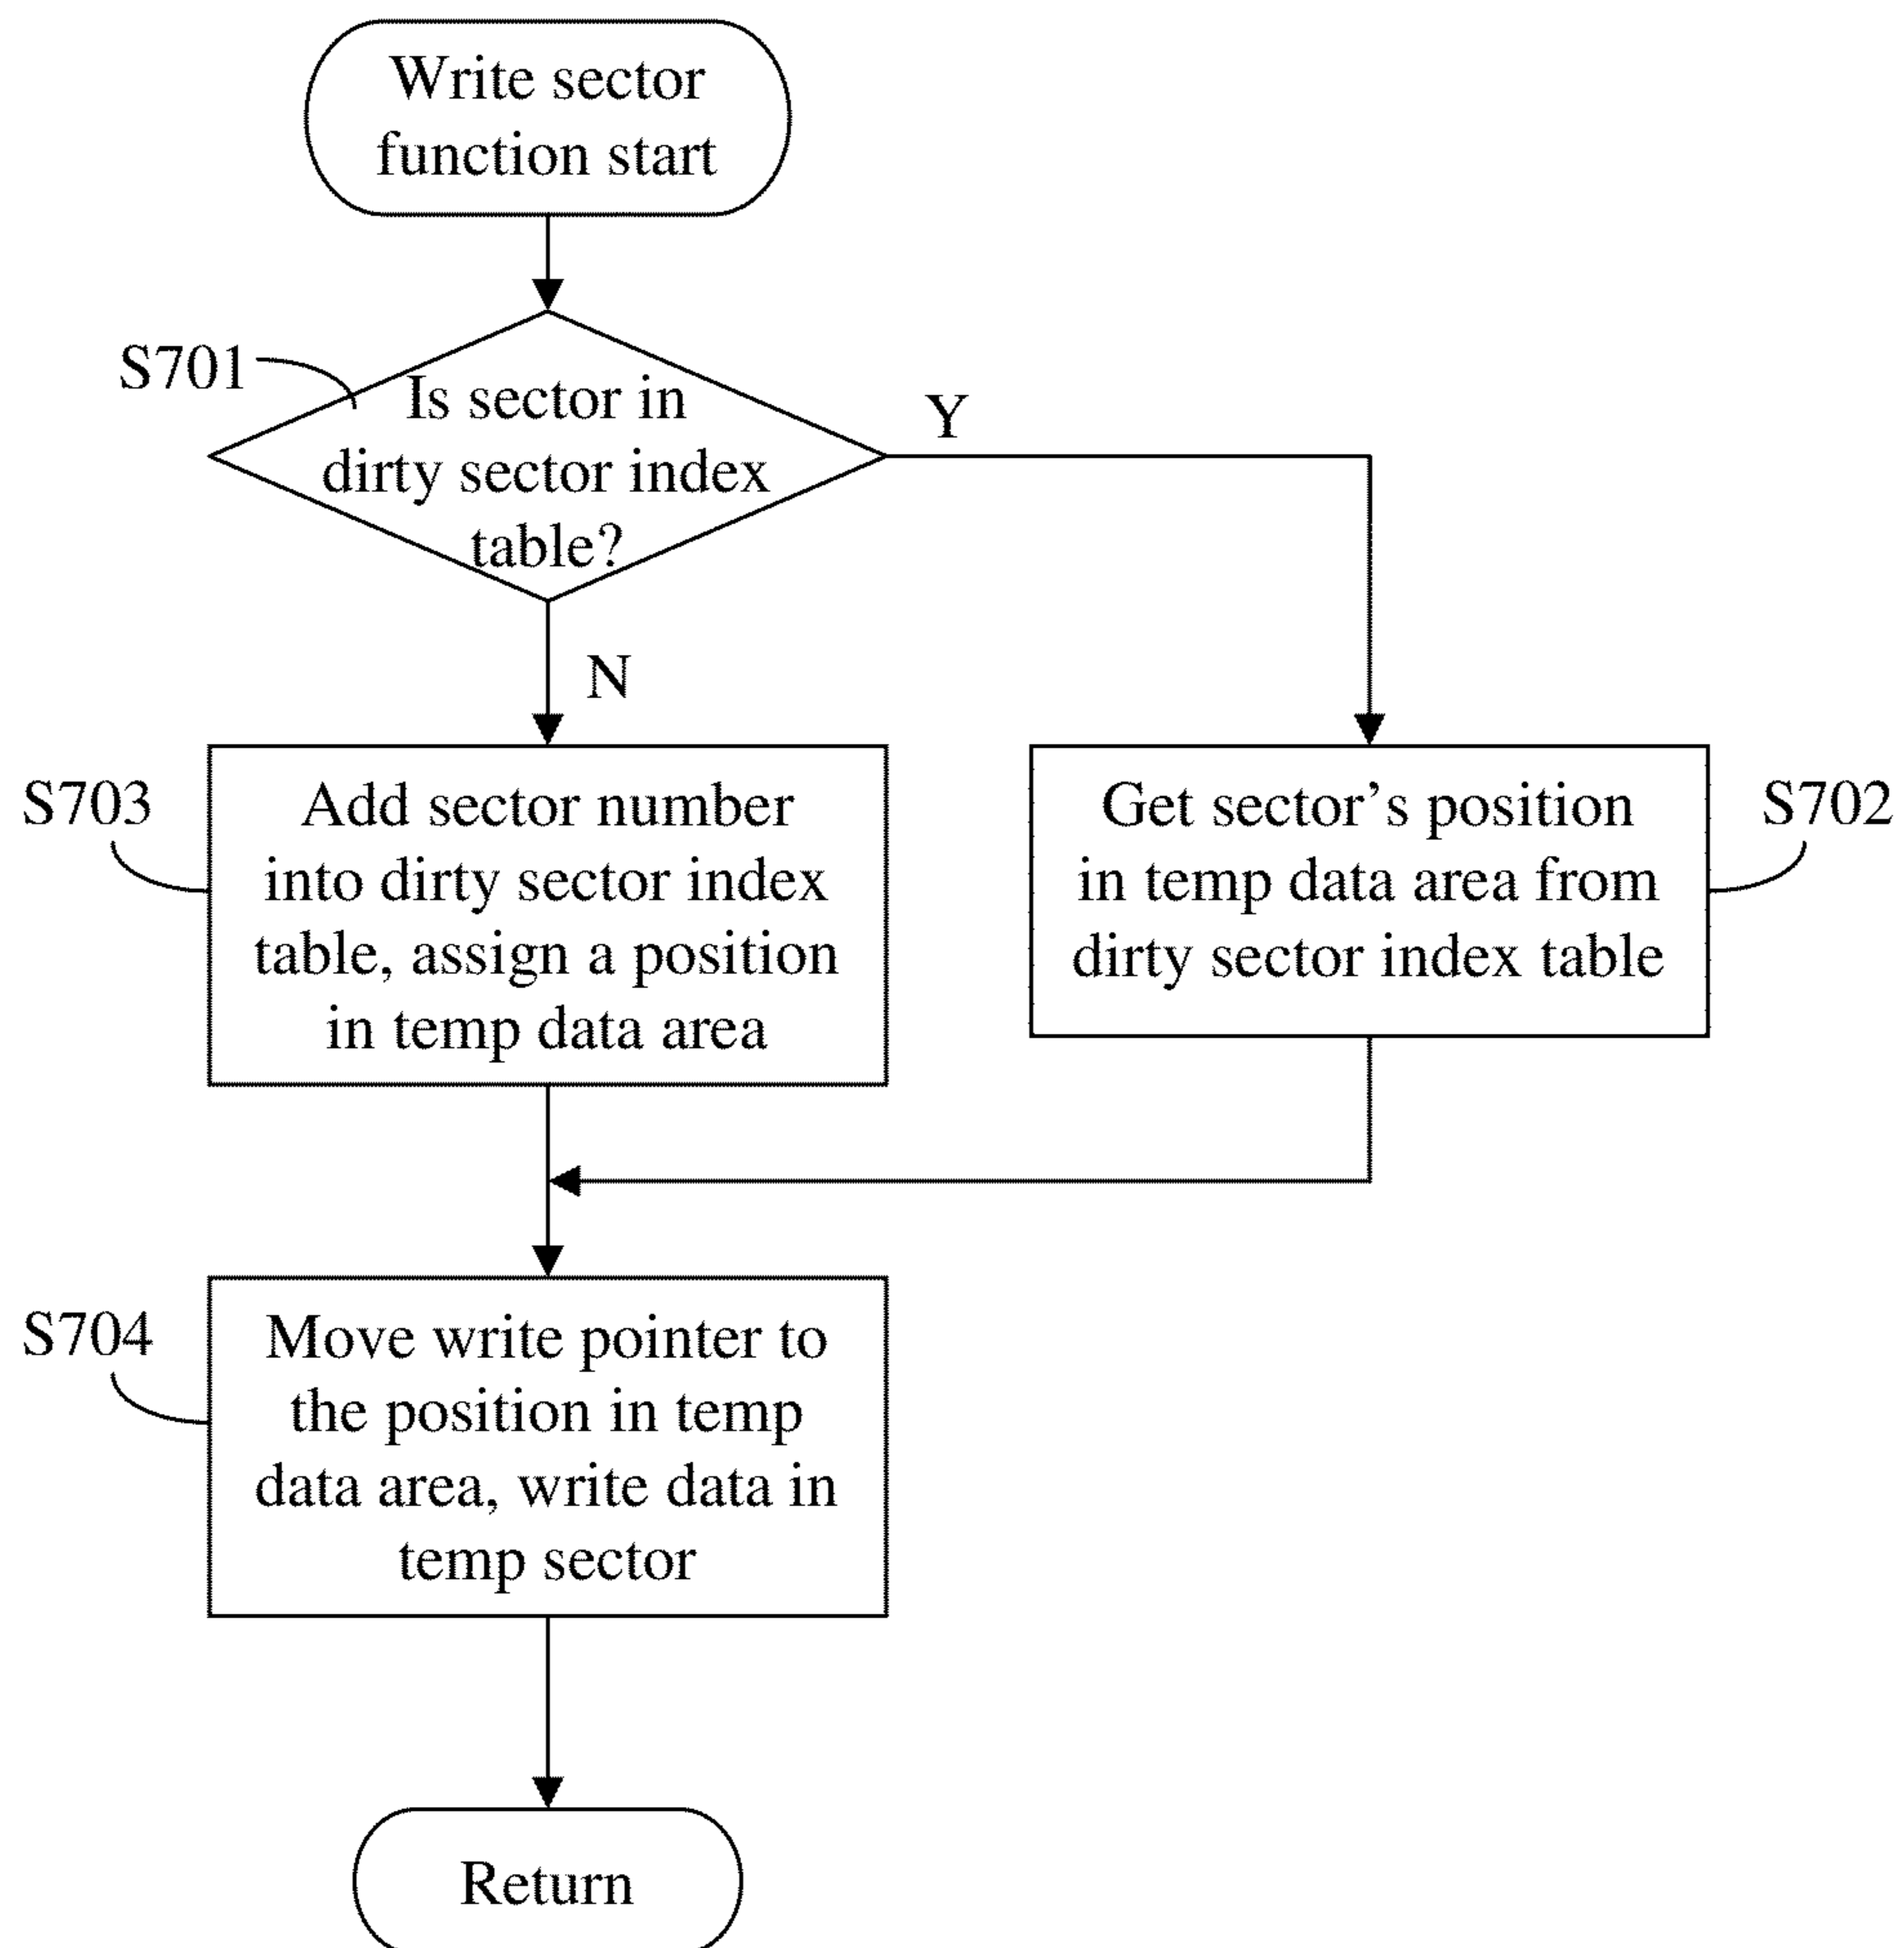 Write sector
function start
S701
Is sector in
dirty sector index
table?
Y
N
S703
Add sector number
into dirty sector index
table, assign a position
in temp data area
Get sector's position
in temp data area from
dirty sector index table
S702
S704
Move write pointer to
the position in temp
data area, write data in
temp sector
Return